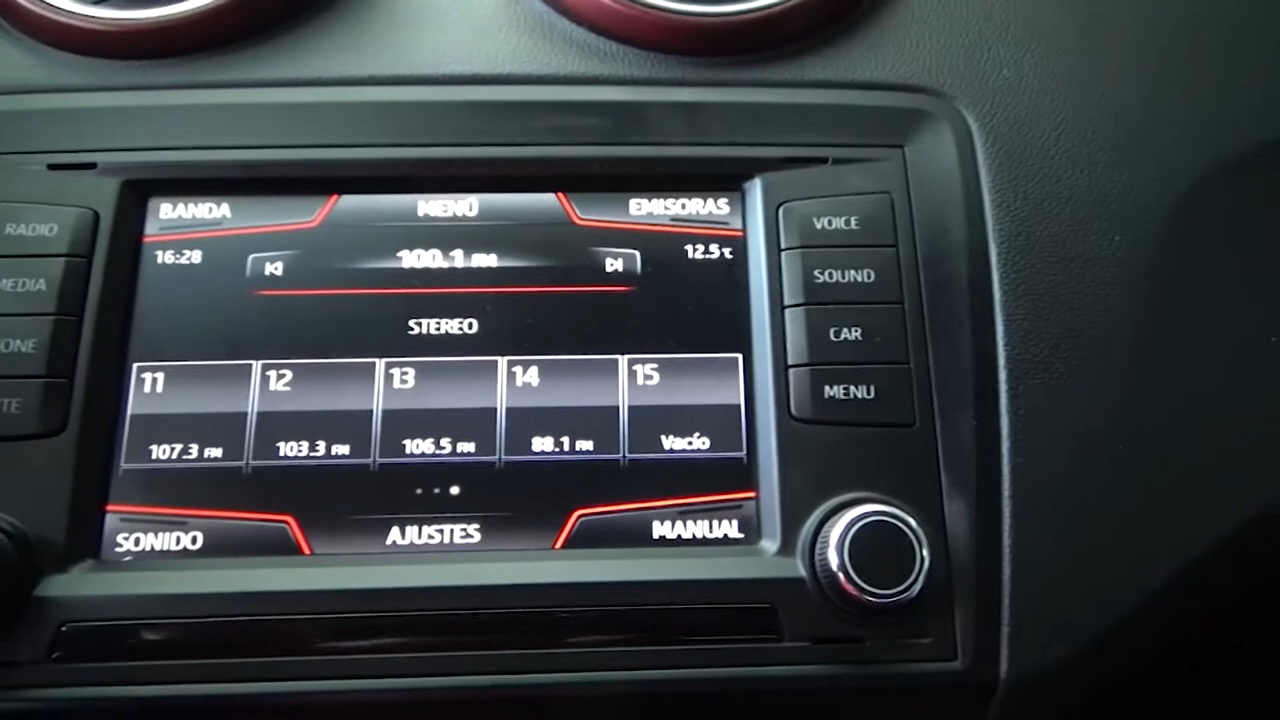 BANDA MENÚ EMISORAS
16:28 100.1 FM 12.5℃
STEREO
11 12 13 14 15
107.3 FM 103.3 FM 106.5 FM 88.1 FM Vacío
SONIDO AJUSTES MANUAL
RADIO
MEDIA
VOICE
SOUND
CAR
MENU